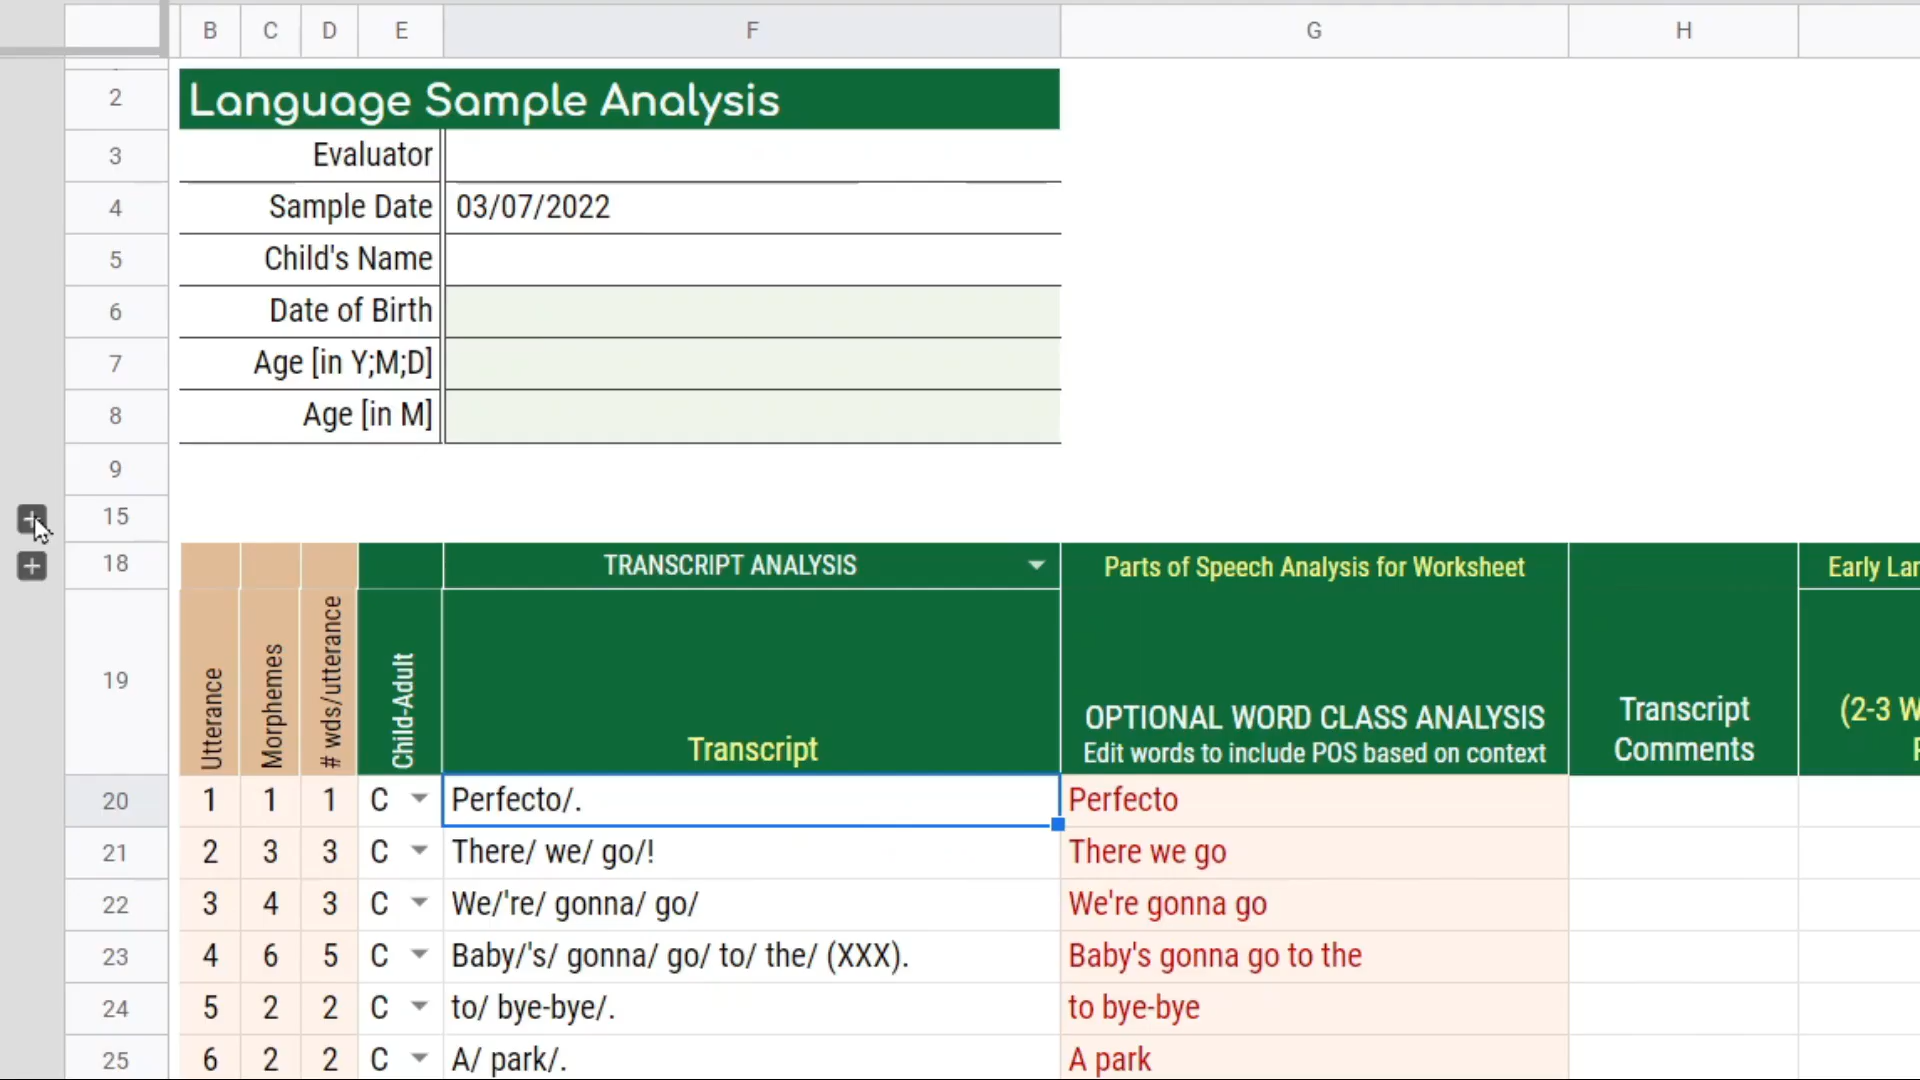 B C D E F G H
2 Language Sample Analysis
3 Evaluator
4 Sample Date 03/07/2022
5 Child's Name
6 Date of Birth
7 Age [in Y;M;D]
8 Age [in M]
9
15
18 TRANSCRIPT ANALYSIS Parts of Speech Analysis for Worksheet Early Lan
19 Utterance Morphemes # wds/utterance Child-Adult Transcript OPTIONAL WORD CLASS ANALYSIS Transcript (2-3 W
Edit words to include POS based on context Comments
20 1 1 1 C Perfecto/. Perfecto
21 2 3 3 C There/ we/ go/! There we go
22 3 4 3 C We/'re/ gonna/ go/ We're gonna go
23 4 6 5 C Baby/'s/ gonna/ go/ to/ the/ (XXX). Baby's gonna go to the
24 5 2 2 C to/ bye-bye/. to bye-bye
25 6 2 2 C A/ park/. A park